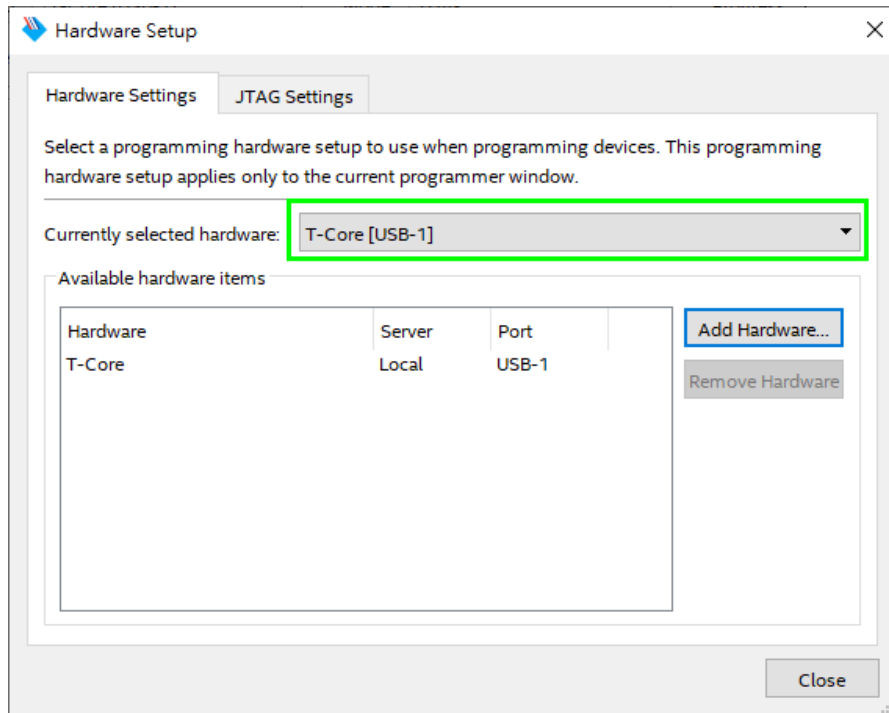 Hardware Setup
Hardware Settings
JTAG Settings
Select a programming hardware setup to use when programming devices. This programming
hardware setup applies only to the current programmer window.
Currently selected hardware: T-Core [USB-1]
Available hardware items
Hardware Server Port
T-Core Local USB-1
Add Hardware...
Remove Hardware
Close